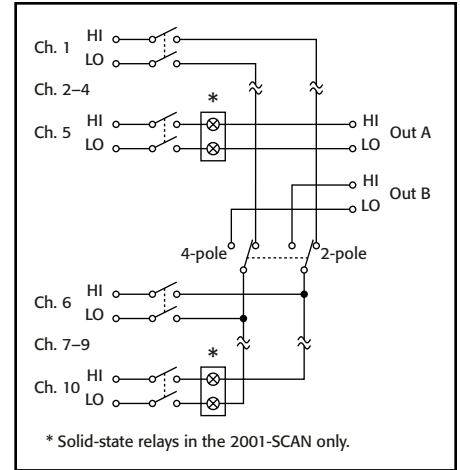 Ch. 1 HI
LO
Ch. 2–4
*
Ch. 5 HI HI
LO LO Out A
HI
LO Out B
4-pole 2-pole
Ch. 6 HI
LO
Ch. 7–9
*
Ch. 10 HI
LO
* Solid-state relays in the 2001-SCAN only.